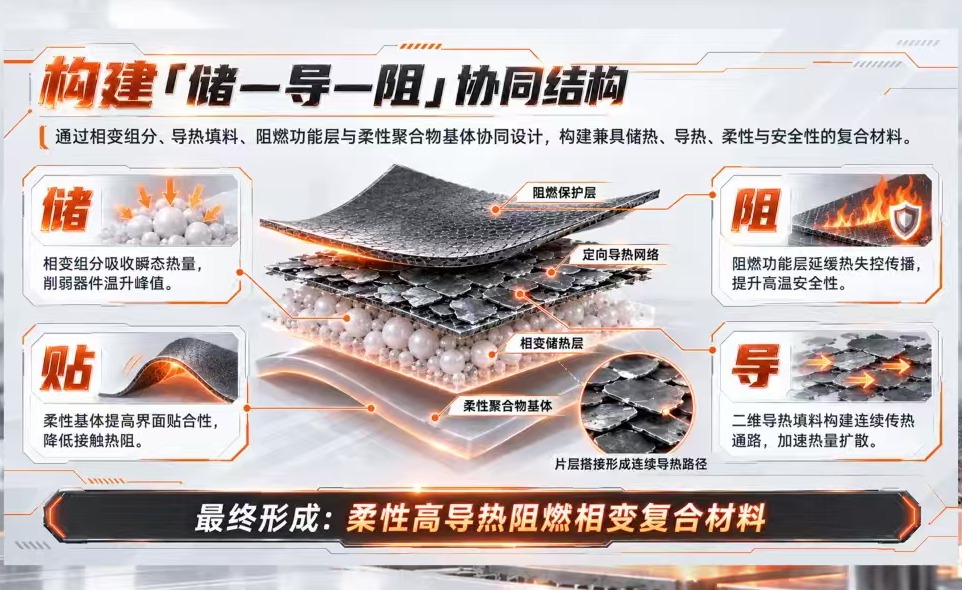 构建「储—导—阻」协同结构
通过相变组分、导热填料、阻燃功能层与柔性聚合物基体协同设计，构建兼具储热、导热、柔性与安全性的复合材料。
储
相变组分吸收瞬态热量，
削弱器件温升峰值。
贴
柔性基体提高界面贴合性，
降低接触热阻。
阻燃保护层
定向导热网络
相变储热层
柔性聚合物基体
片层搭接形成连续导热路径
阻
阻燃功能层延缓热失控传播，
提升高温安全性。
导
二维导热填料构建连续传热
通路，加速热量扩散。
最终形成：柔性高导热阻燃相变复合材料